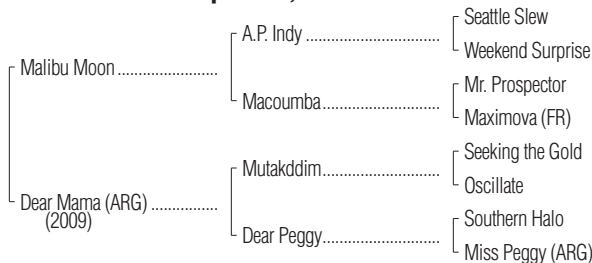 Seattle Slew
A.P. Indy
Weekend Surprise
Malibu Moon
Mr. Prospector
Macoumba
Maximova (FR)
Seeking the Gold
Mutakddim
Oscillate
Dear Mama (ARG)
(2009)
Southern Halo
Dear Peggy
Miss Peggy (ARG)